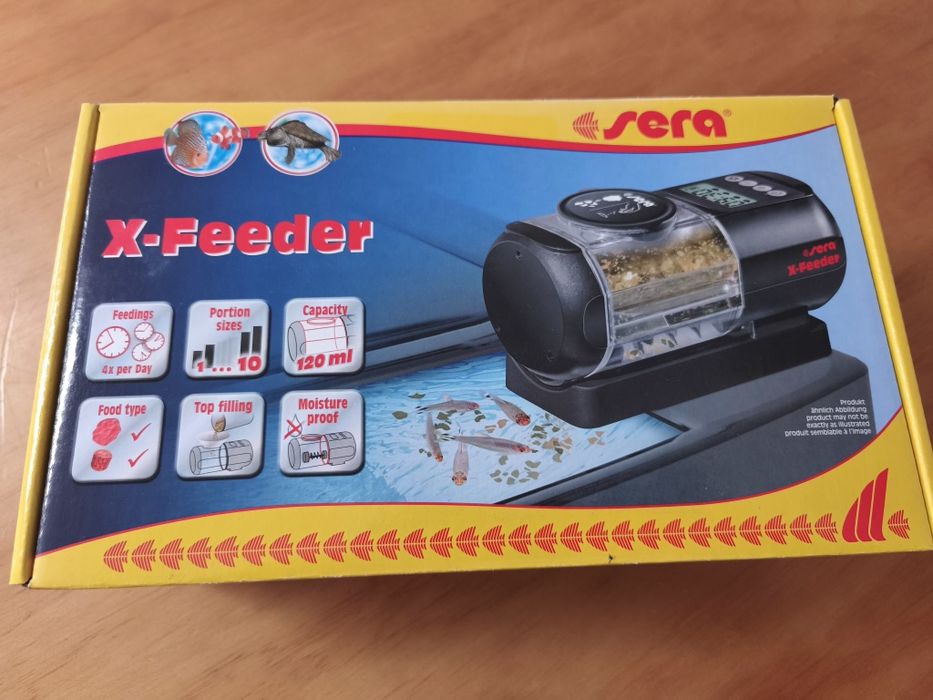 sera®
X-Feeder
sera
X-Feeder
Feedings
4x per Day
Portion
sizes
1 ... 10
Capacity
120 ml
Food type
Top filling
Moisture
proof
Produkt
ähnlich Abbildung
product may not be
exactly as illustrated
produit semblable à l'image